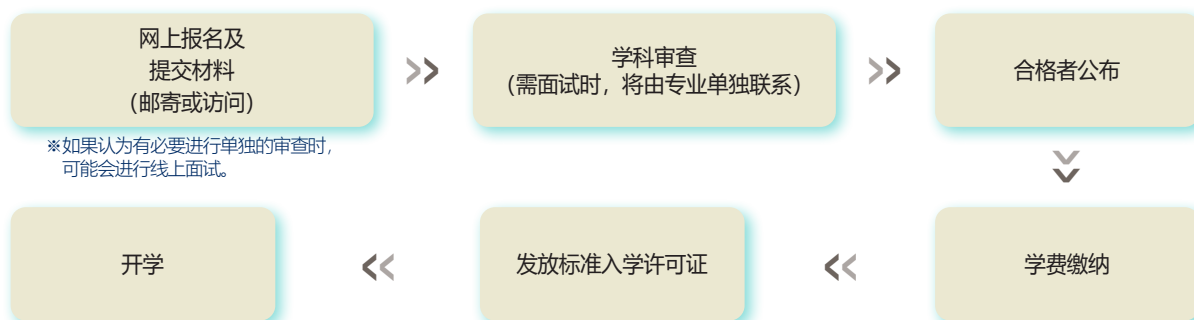 网上报名及
提交材料
（邮寄或访问）
学科审查
（需面试时，将由专业单独联系）
合格者公布
※如果认为有必要进行单独的审查时，
可能会进行线上面试。
开学
发放标准入学许可证
学费缴纳